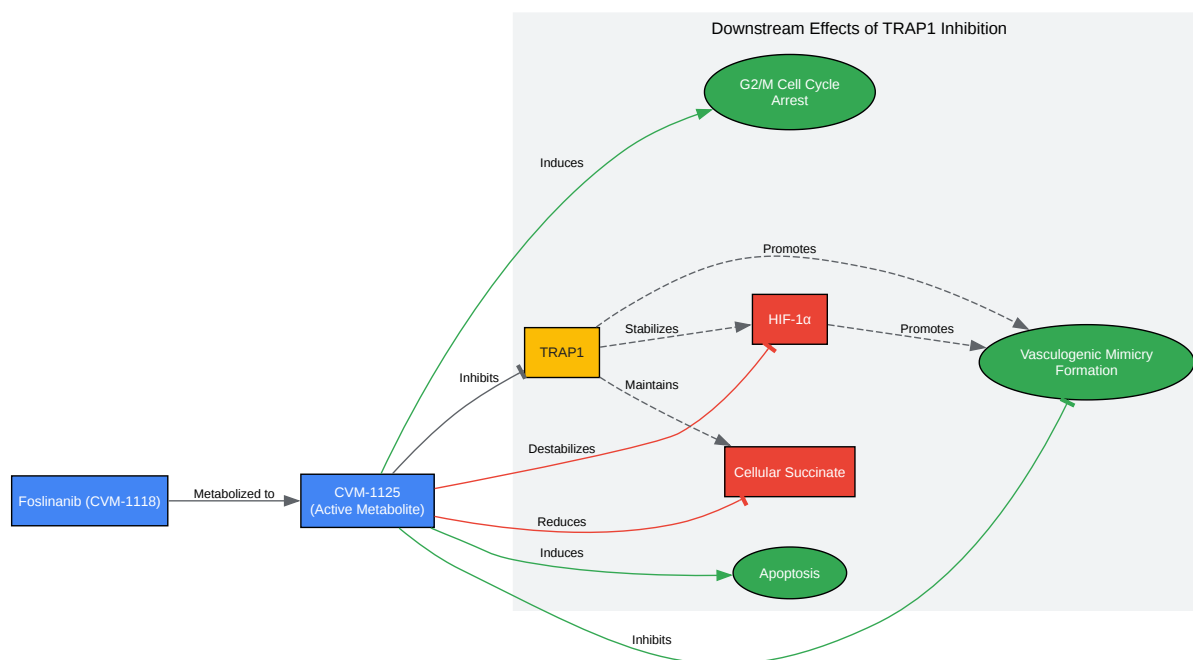 Downstream Effects of TRAP1 Inhibition
G2/M Cell Cycle
Arrest
Induces
Promotes
HIF-1α
Stabilizes
Promotes
TRAP1
Vasculogenic Mimicry
Formation
Inhibits
Maintains
Destabilizes
Cellular Succinate
Foslinanib (CVM-1118)
Metabolized to
CVM-1125
(Active Metabolite)
Reduces
Induces
Apoptosis
Inhibits